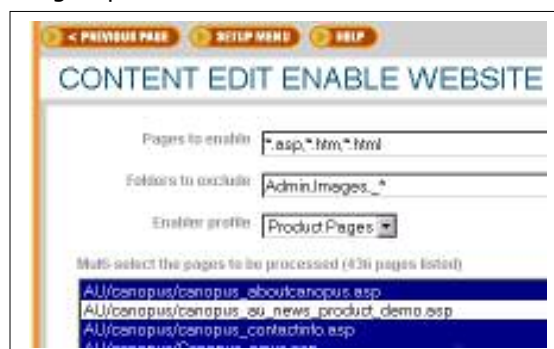 < PREVIOUS PAGE SETUP MENU HELP
CONTENT EDIT ENABLE WEBSITE
Pages to enable *.asp,*.htm,*.html
Folders to exclude Admin,Images,_*
Enabler profile Product Pages
Multi-select the pages to be processed (436 pages listed)
AU/canopus/canopus_aboutcanopus.asp
AU/canopus/canopus_au_news_product_demo.asp
AU/canopus/canopus_contactinfo.asp